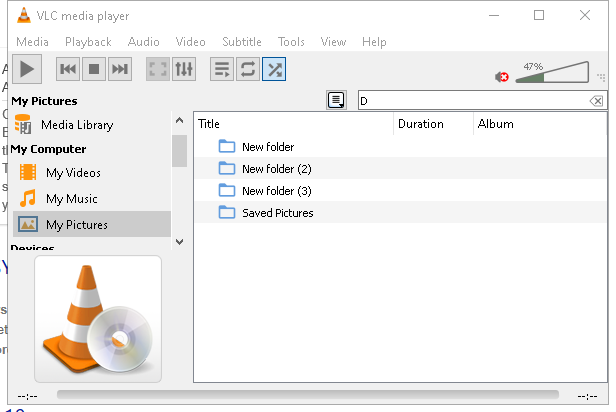 VLC media player
Media Playback Audio Video Subtitle Tools View Help
47%
My Pictures
D
Media Library
My Computer
My Videos
My Music
My Pictures
Devices
Title Duration Album
New folder
New folder (2)
New folder (3)
Saved Pictures
--:-- --:--